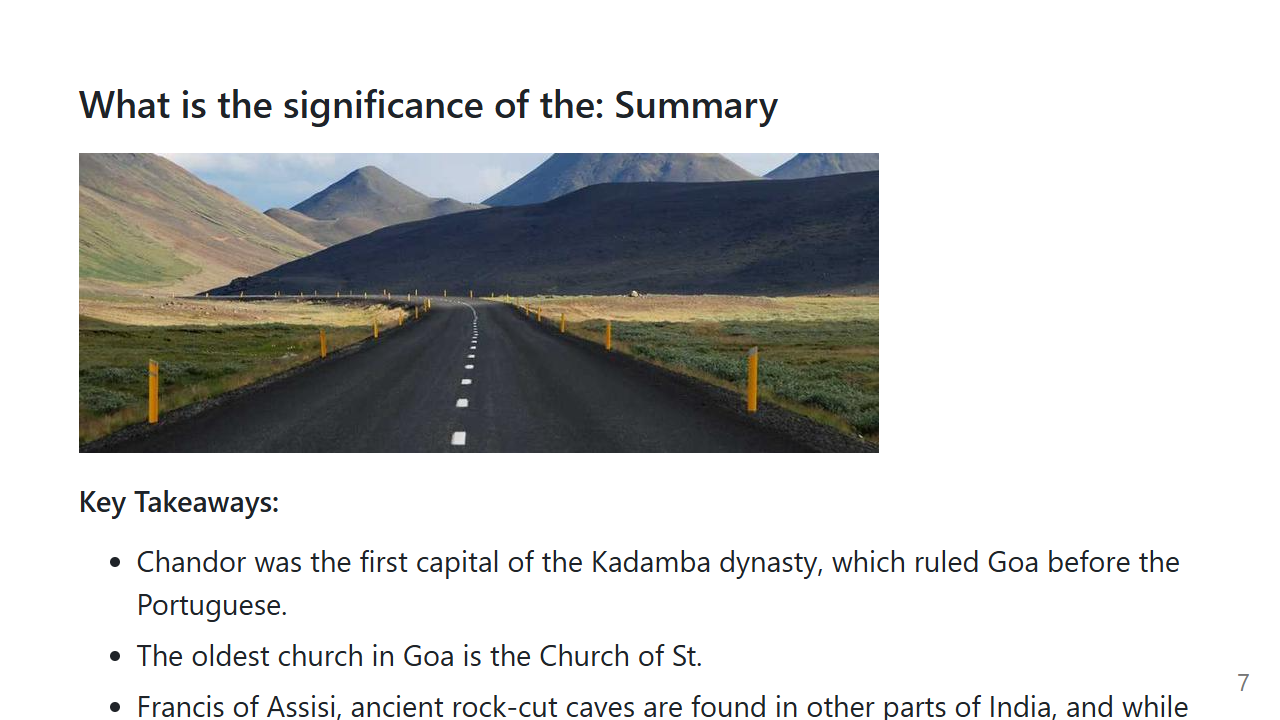 What is the significance of the: Summary
Key Takeaways:
• Chandor was the first capital of the Kadamba dynasty, which ruled Goa before the
Portuguese.
• The oldest church in Goa is the Church of St.
• Francis of Assisi, ancient rock-cut caves are found in other parts of India, and while
7